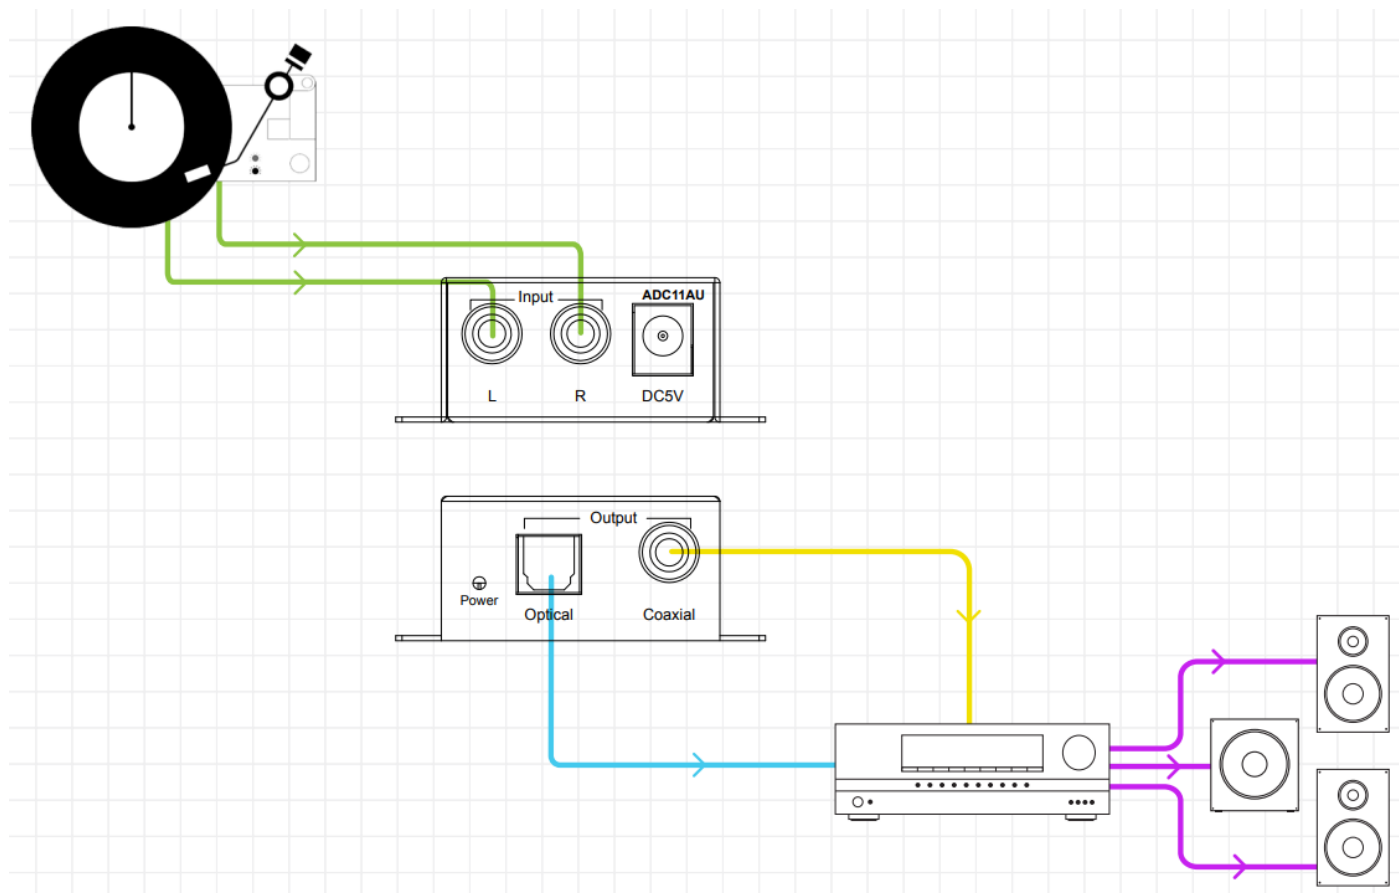 Input
ADC11AU
L
R
DC5V
Output
Power
Optical
Coaxial